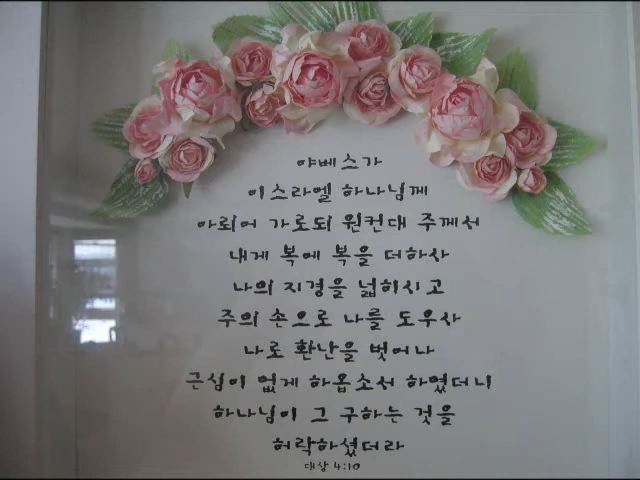 야베스가
이스라엘 하나님께
아뢰어 가로되 원컨대 주께서
내게 복에 복을 더하사
나의 지경을 넓히시고
주의 손으로 나를 도우사
나로 환난을 벗어나
근심이 없게 하옵소서 하였더니
하나님이 그 구하는 것을
허락하셨더라
대상 4:10